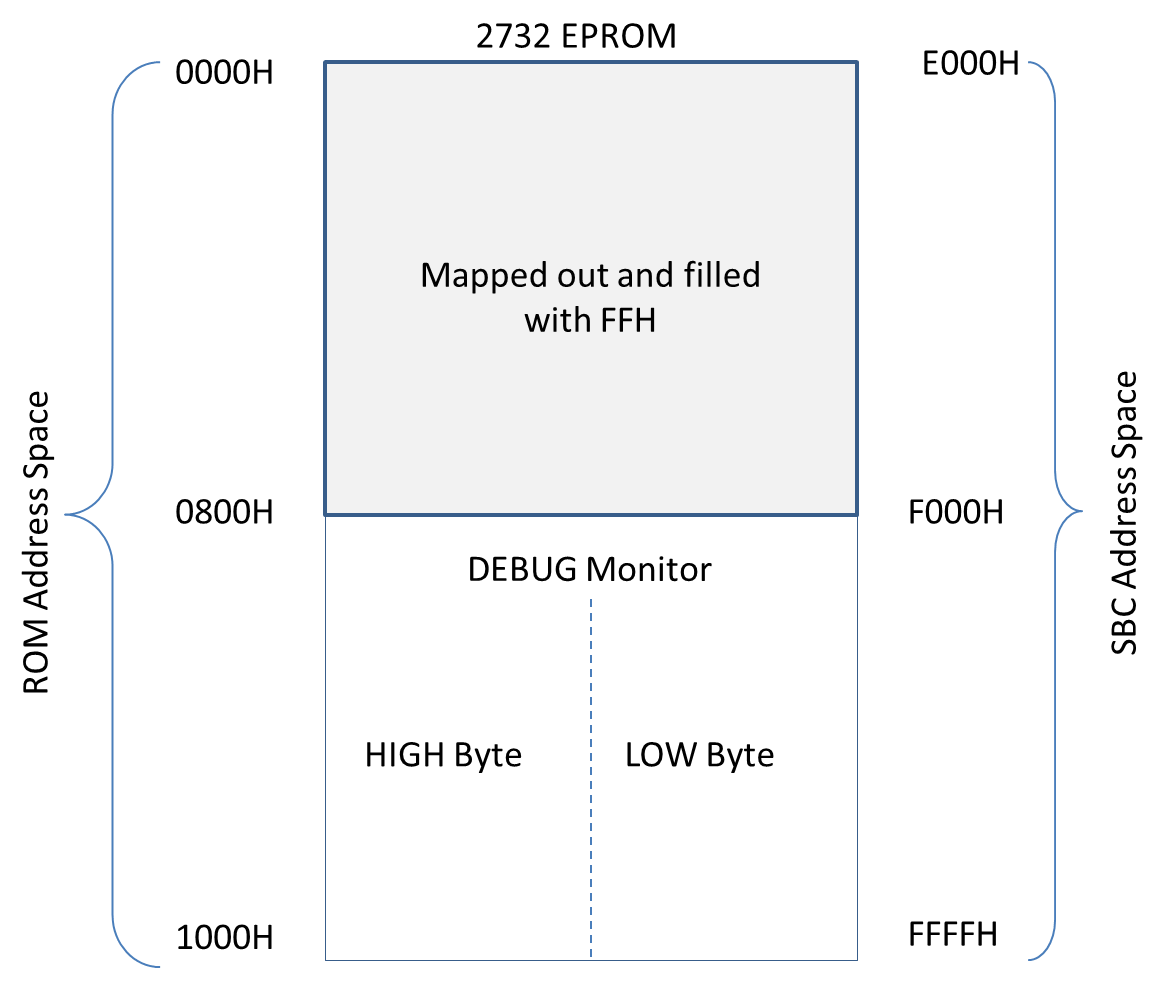 2732 EPROM
0000H
E000H
Mapped out and filled
with FFH
ROM Address Space
SBC Address Space
0800H
F000H
DEBUG Monitor
HIGH Byte
LOW Byte
1000H
FFFFH